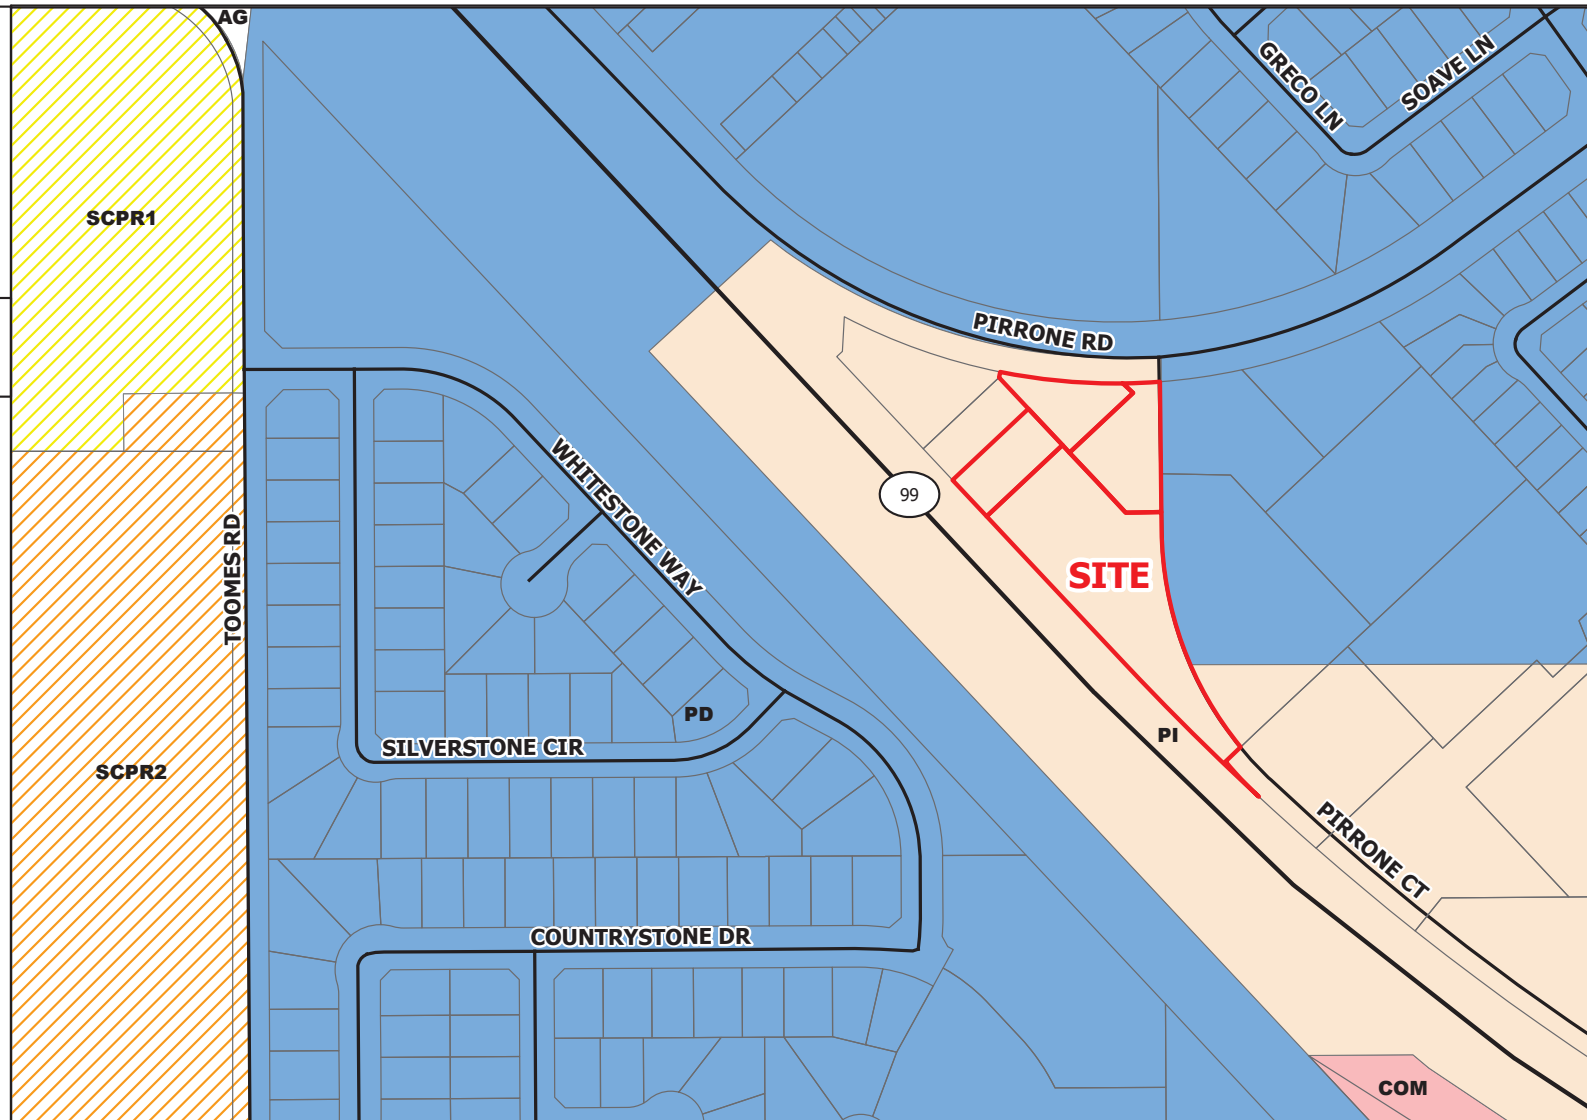 AG
GRECO LN
SOAVE LN
SCPR1
PIRRONE RD
WHITESTONE WAY
99
TOOMES RD
SITE
PD
PI
SILVERSTONE CIR
SCPR2
PIRRONE CT
COUNTRYSTONE DR
COM